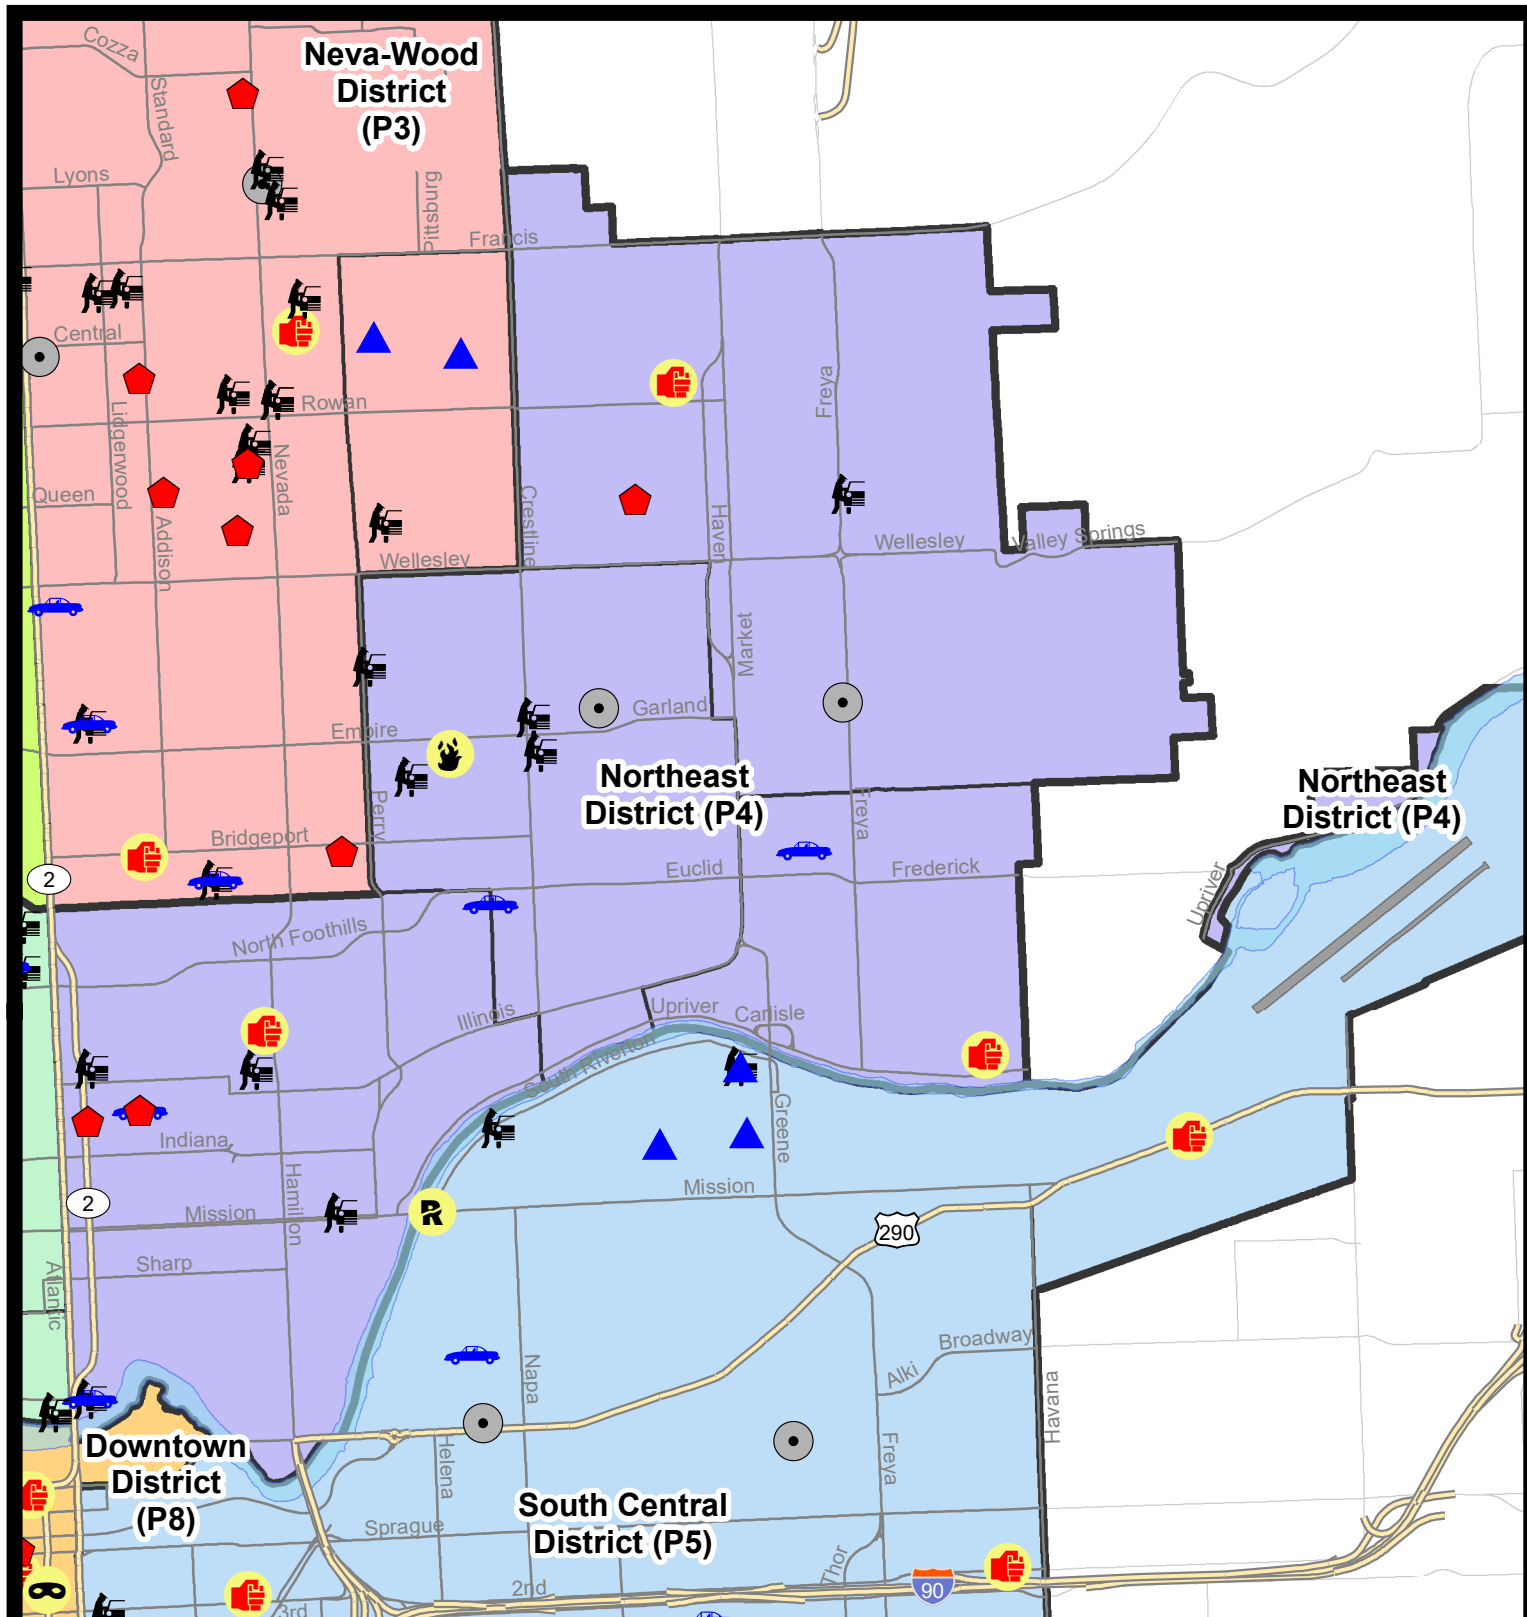 Cozza
Neva-Wood
District
(P3)
Standard
Lyons
Pittsburg
Francis
Central
Freya
Rowan
Lidgerwood
Nevada
Queen
Crestline
Haven
Addison
Wellesley
Wellesley
Valley Springs
Market
Garland
Empire
Northeast
District (P4)
Northeast
District (P4)
Perry
Freya
Bridgeport
Euclid
Frederick
2
Upriver
North Foothills
Illinois
Upriver
Carlisle
South Riverton
Greene
Indiana
Hamilton
Mission
2
Mission
290
Sharp
Atlantic
Broadway
Alki
Napa
Havana
Downtown
District
(P8)
Helena
Freya
South Central
District (P5)
Sprague
Thor
2nd
90
3rd
R